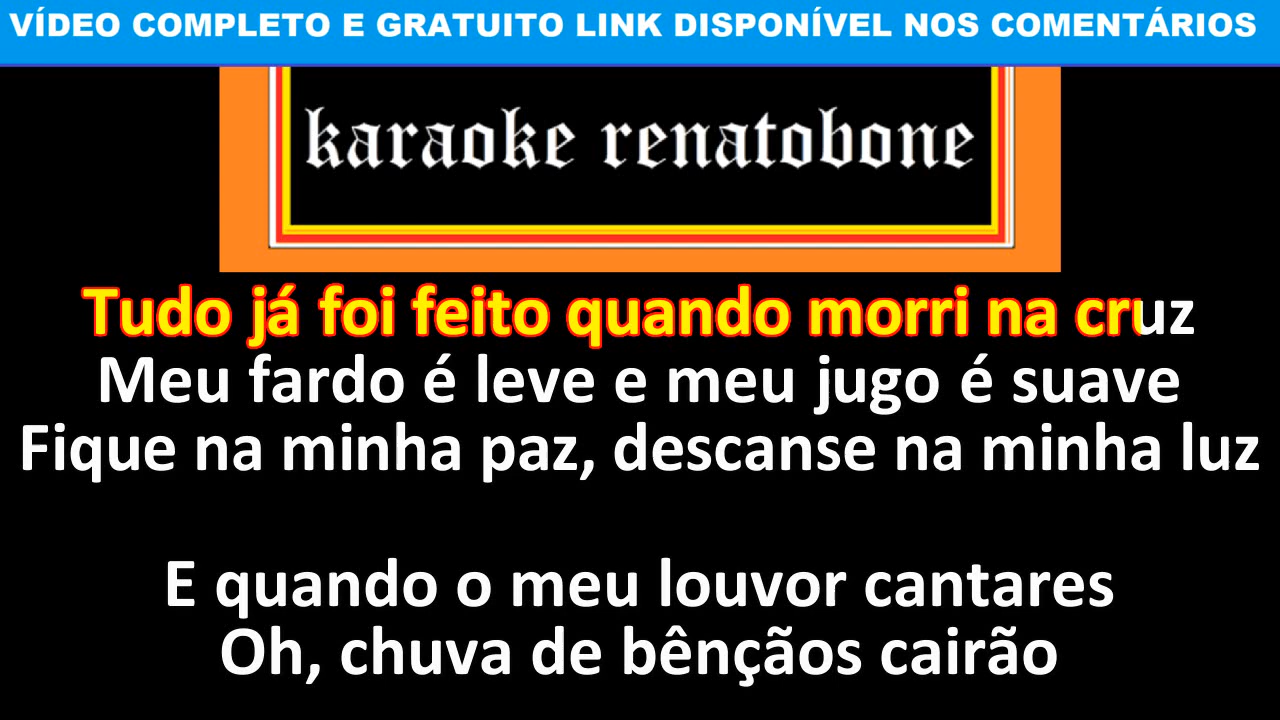 VÍDEO COMPLETO E GRATUITO LINK DISPONÍVEL NOS COMENTÁRIOS
karaoke renatobone
Tudo já foi feito quando morri na cruz
Meu fardo é leve e meu jugo é suave
Fique na minha paz, descanse na minha luz
E quando o meu louvor cantares
Oh, chuva de bênçãos cairão